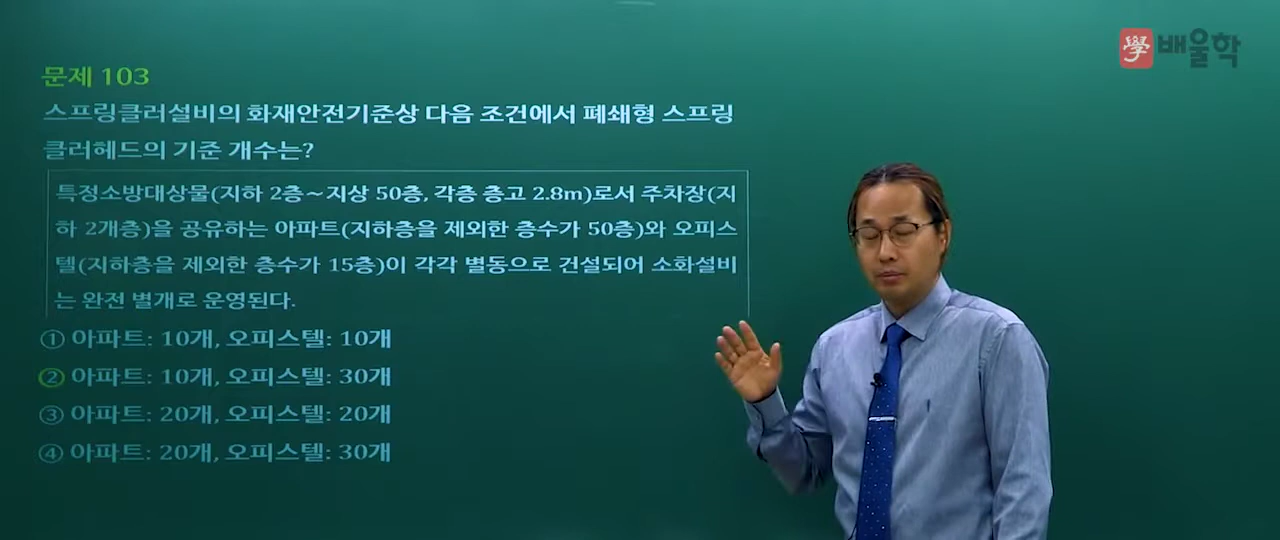 學 배울학
문제 103
스프링클러설비의 화재안전기준상 다음 조건에서 폐쇄형 스프링
클러헤드의 기준 개수는?
특정소방대상물(지하 2층~지상 50층, 각층 층고 2.8m)로서 주차장(지
하 2개층)을 공유하는 아파트(지하층을 제외한 층수가 50층)와 오피스
텔(지하층을 제외한 층수가 15층)이 각각 별동으로 건설되어 소화설비
는 완전 별개로 운영된다.
① 아파트: 10개, 오피스텔: 10개
② 아파트: 10개, 오피스텔: 30개
③ 아파트: 20개, 오피스텔: 20개
④ 아파트: 20개, 오피스텔: 30개